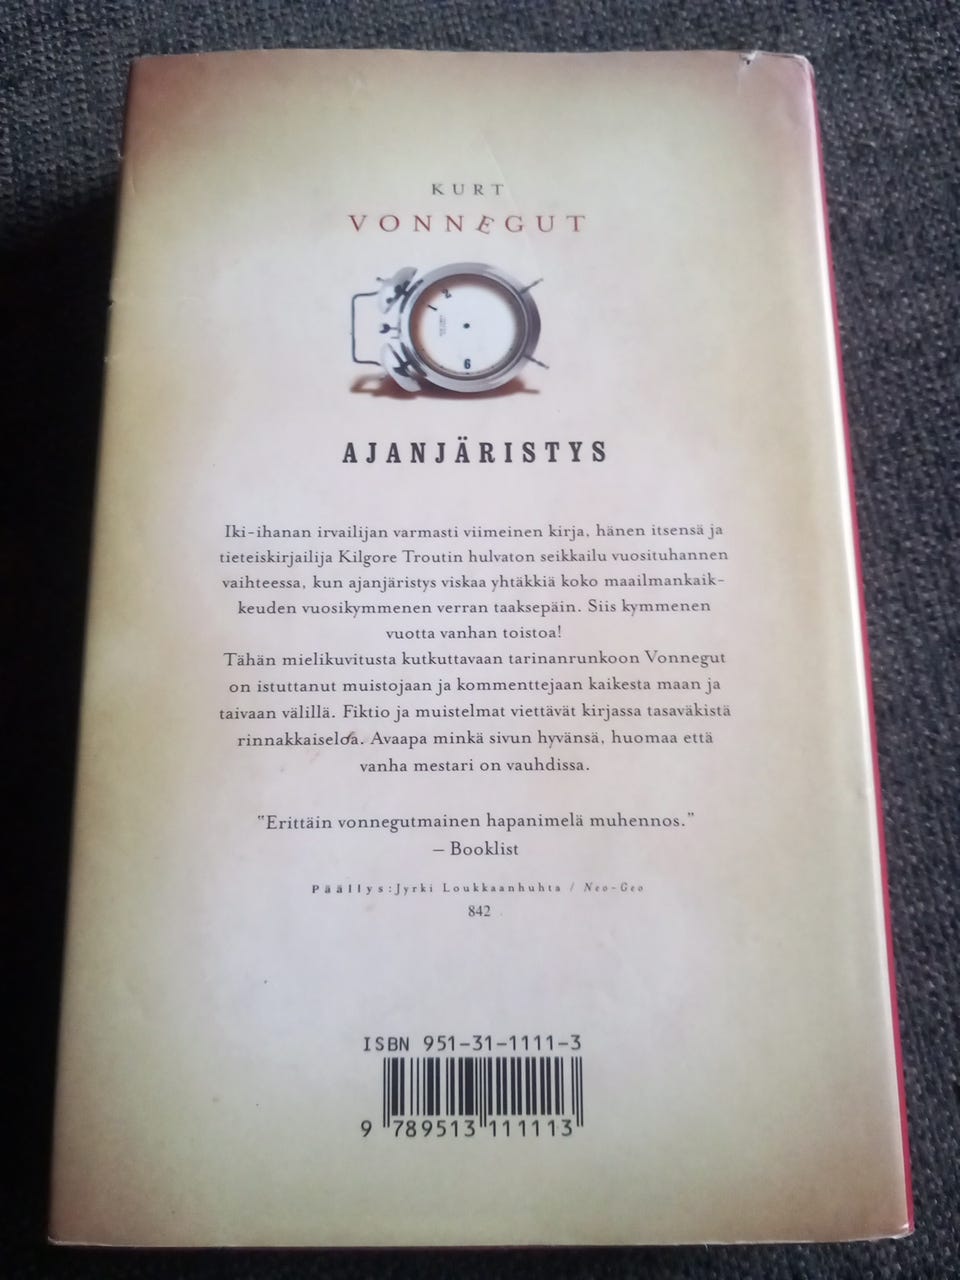 KURT
VONNEGUT
2
6
AJANJÄRISTYS
Iki-ihanan irvailijan varmasti viimeinen kirja, hänen itsensä ja
tieteiskirjailija Kilgore Troutin hulvaton seikkailu vuosituhannen
vaihteessa, kun ajanjäristys viskaa yhtäkkiä koko maailmankaik-
keuden vuosikymmenen verran taaksepäin. Siis kymmenen
vuotta vanhan toistoa!
Tähän mielikuvitusta kutkuttavaan tarinanrunkoon Vonnegut
on istuttanut muistojaan ja kommenttejaan kaikesta maan ja
taivaan välillä. Fiktio ja muistelmat viettävät kirjassa tasaväkistä
rinnakkaiseloa. Avaapa minkä sivun hyvänsä, huomaa että
vanha mestari on vauhdissa.
"Erittäin vonnegutmainen hapanimelä muhennos."
– Booklist
Päällys: Jyrki Loukkaanhuhta / Neo-Geo
842
ISBN 951-31-1111-3
9 789513 111113